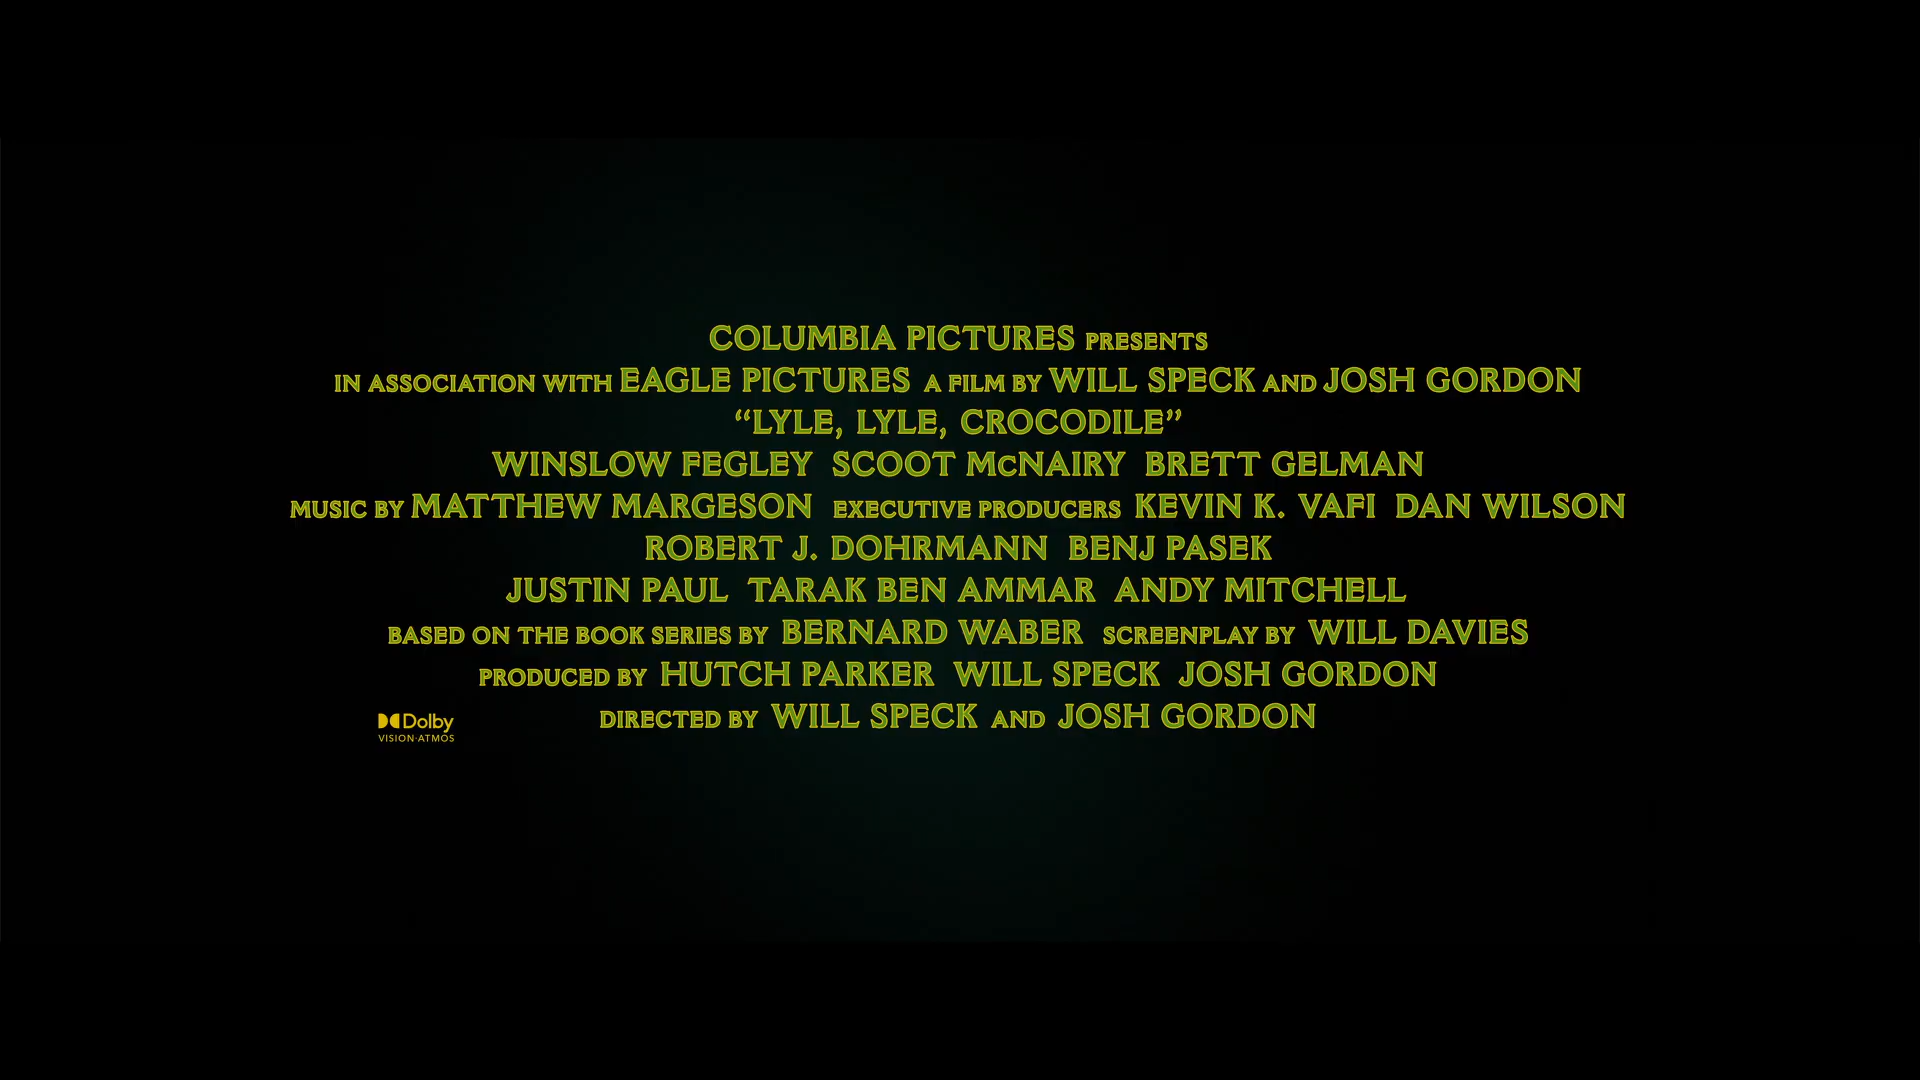 COLUMBIA PICTURES PRESENTS
IN ASSOCIATION WITH EAGLE PICTURES A FILM BY WILL SPECK AND JOSH GORDON
“LYLE, LYLE, CROCODILE”
WINSLOW FEGLEY SCOOT McNAIRY BRETT GELMAN
MUSIC BY MATTHEW MARGESON EXECUTIVE PRODUCERS KEVIN K. VAFI DAN WILSON
ROBERT J. DOHRMANN BENJ PASEK
JUSTIN PAUL TARAK BEN AMMAR ANDY MITCHELL
BASED ON THE BOOK SERIES BY BERNARD WABER SCREENPLAY BY WILL DAVIES
PRODUCED BY HUTCH PARKER WILL SPECK JOSH GORDON
DIRECTED BY WILL SPECK AND JOSH GORDON
Dolby
VISION·ATMOS